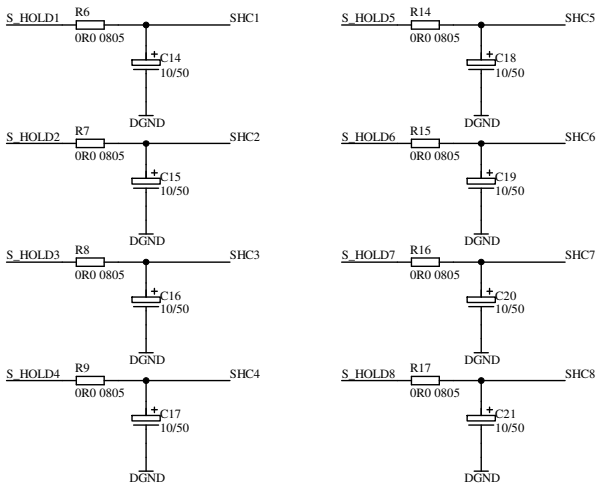 S_HOLD1 R6 SHC1
0R0 0805
+
C14
10/50
DGND
S_HOLD2 R7 SHC2
0R0 0805
+
C15
10/50
DGND
S_HOLD3 R8 SHC3
0R0 0805
+
C16
10/50
DGND
S_HOLD4 R9 SHC4
0R0 0805
+
C17
10/50
DGND
S_HOLD5 R14 SHC5
0R0 0805
+
C18
10/50
DGND
S_HOLD6 R15 SHC6
0R0 0805
+
C19
10/50
DGND
S_HOLD7 R16 SHC7
0R0 0805
+
C20
10/50
DGND
S_HOLD8 R17 SHC8
0R0 0805
+
C21
10/50
DGND